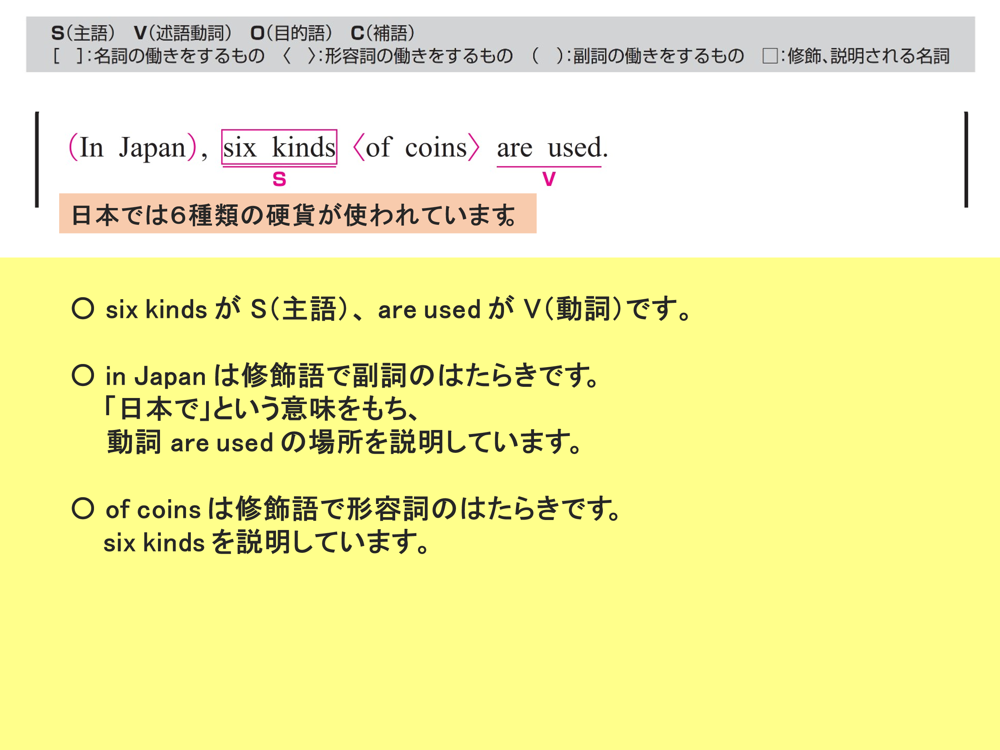 S(主語) V(述語動詞) O(目的語) C(補語)
[ ]:名詞の働きをするもの 〈 〉:形容詞の働きをするもの ( ):副詞の働きをするもの □:修飾、説明される名詞
(In Japan), six kinds 〈of coins〉 are used.
S V
日本では6種類の硬貨が使われています。
○ six kinds が S(主語)、are used が V(動詞)です。
○ in Japan は修飾語で副詞のはたらきです。
「日本で」という意味をもち、
動詞 are used の場所を説明しています。
○ of coins は修飾語で形容詞のはたらきです。
six kinds を説明しています。